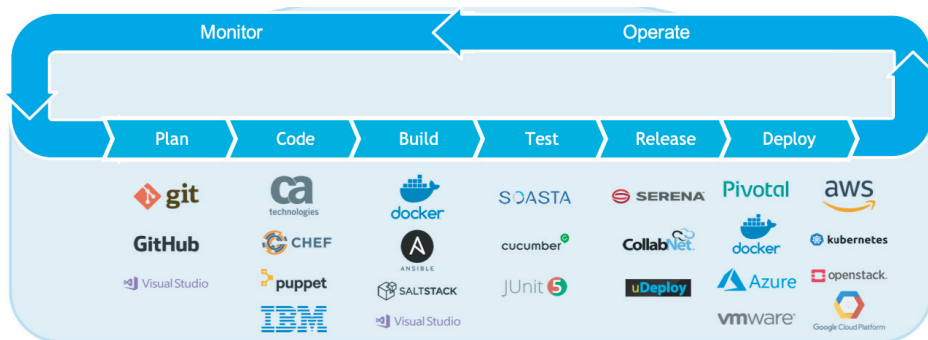 Monitor
Operate
Plan
Code
Build
Test
Release
Deploy
git
GitHub
Visual Studio
ca
technologies
CHEF
puppet
IBM
docker
A
ANSIBLE
SALTSTACK
Visual Studio
SOASTA
cucumber
JUnit 5
SERENA
CollabNet
uDeploy
Pivotal
docker
Azure
vmware
aws
kubernetes
openstack.
Google Cloud Platform